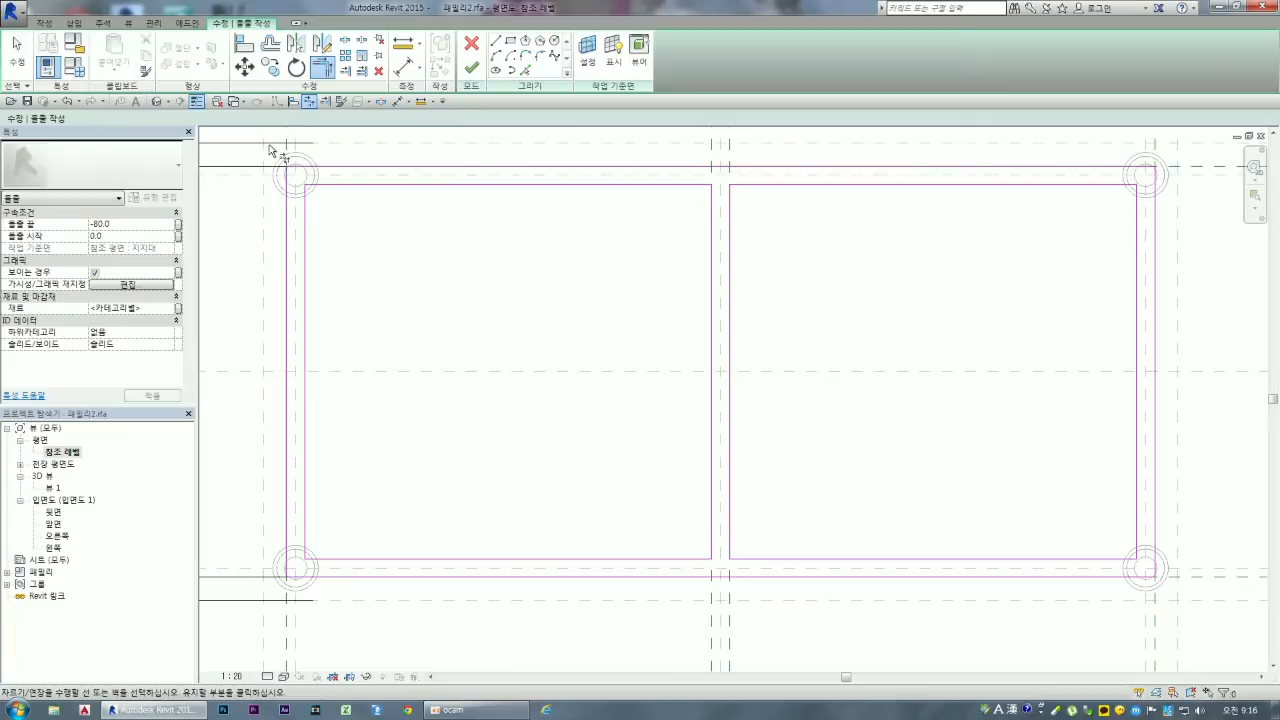 Autodesk Revit 2015 - 패밀리2.rfa - 평면도: 참조 레벨
키워드 또는 구절 입력
로그인
작성 삽입 주석 뷰 관리 애드인 수정 | 돌출 작성
수정
붙여넣기
절단
설정 표시 뷰어
선택 특성 클립보드 형상 수정 측정 작성 모드 그리기 작업 기준면
수정 | 돌출 작성
특성
돌출
유형 편집
구속조건
돌출 끝 -80.0
돌출 시작 0.0
작업 기준면 참조 평면 : 지지대
그래픽
보이는 경우
가시성/그래픽 재지정 편집...
재료 및 마감재
재료 <카테고리별>
ID 데이터
하위카테고리 없음
솔리드/보이드 솔리드
특성 도움말 적용
프로젝트 탐색기 - 패밀리2.rfa
뷰 (모두)
평면
참조 레벨
천장 평면도
3D 뷰
뷰 1
입면도 (입면도 1)
뒷면
앞면
오른쪽
왼쪽
시트 (모두)
패밀리
그룹
Revit 링크
1 : 20
자르기/연장을 수행할 선 또는 벽을 선택하십시오. 유지할 부분을 클릭하십시오.
:0
Autodesk Revit 201...
ocam
A 漢
오전 9:16